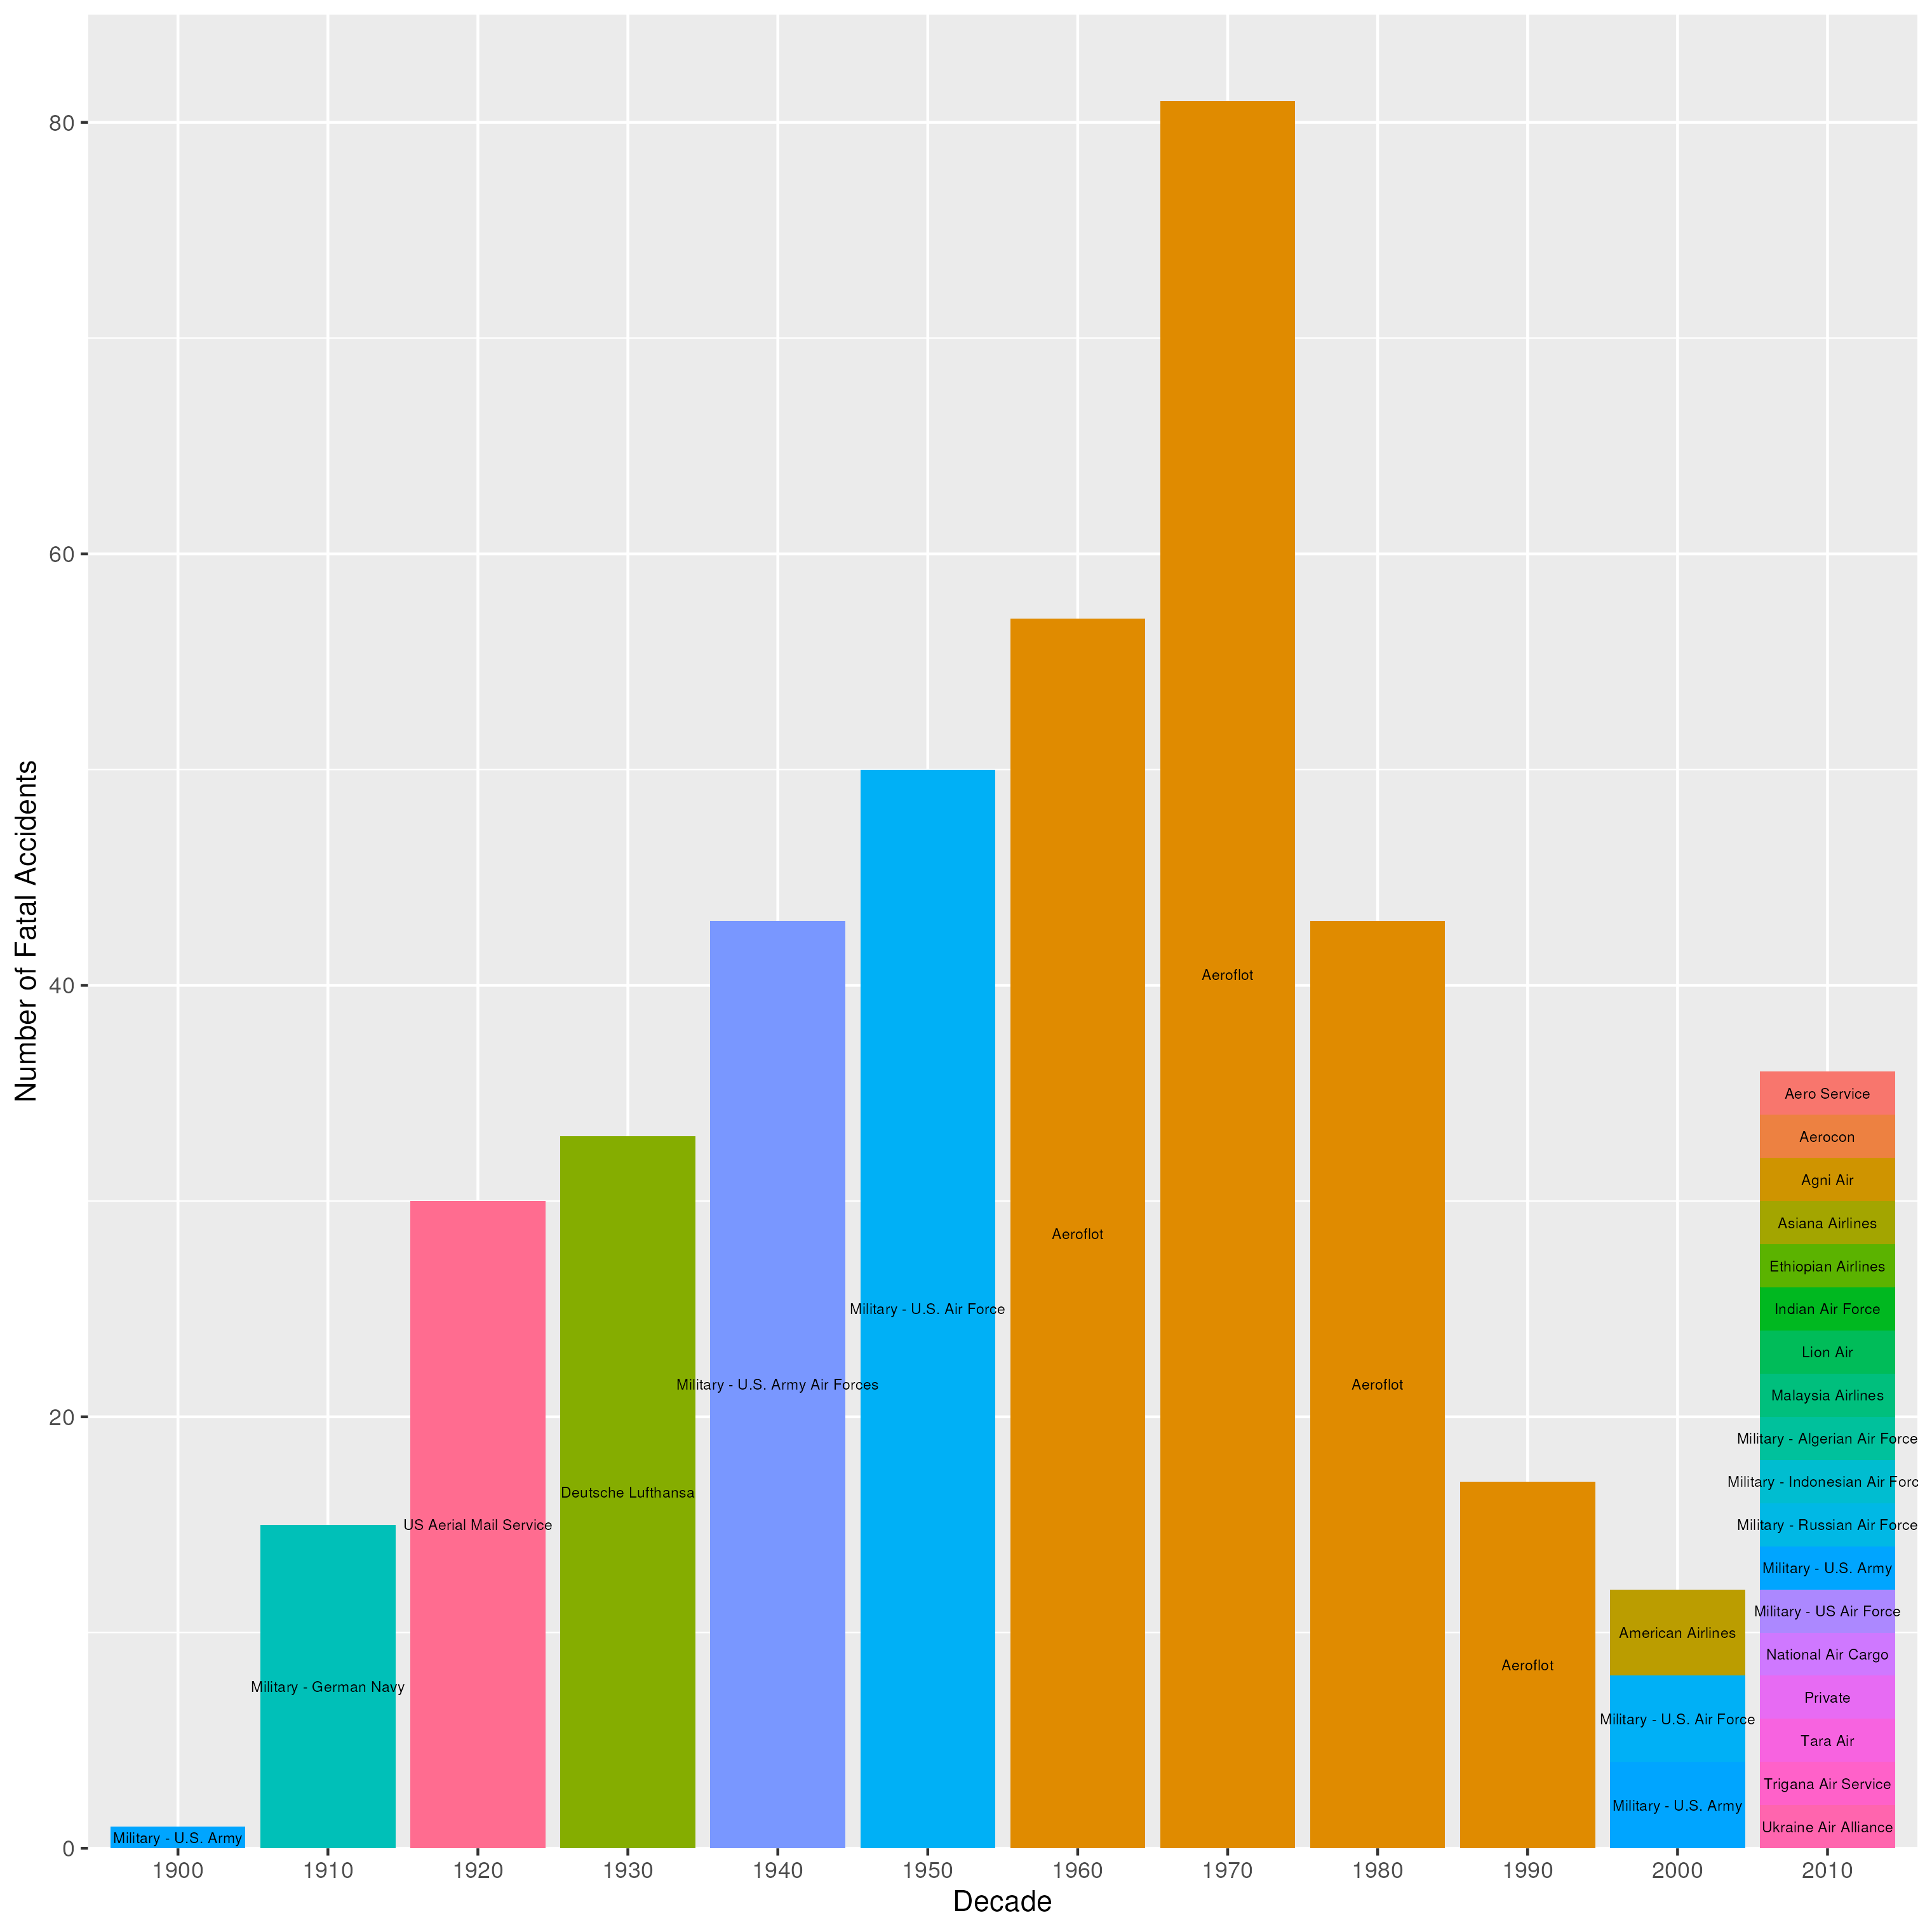 80
60
40
20
0
Number of Fatal Accidents
Military - U.S. Army
Military - German Navy
US Aerial Mail Service
Deutsche Lufthansa
Military - U.S. Army Air Forces
Military - U.S. Air Force
Aeroflot
Aeroflot
Aeroflot
Aeroflot
American Airlines
Military - U.S. Air Force
Military - U.S. Army
Aero Service
Aerocon
Agni Air
Asiana Airlines
Ethiopian Airlines
Indian Air Force
Lion Air
Malaysia Airlines
Military - Algerian Air Force
Military - Indonesian Air Forc
Military - Russian Air Force
Military - U.S. Army
Military - US Air Force
National Air Cargo
Private
Tara Air
Trigana Air Service
Ukraine Air Alliance
1900 1910 1920 1930 1940 1950 1960 1970 1980 1990 2000 2010
Decade